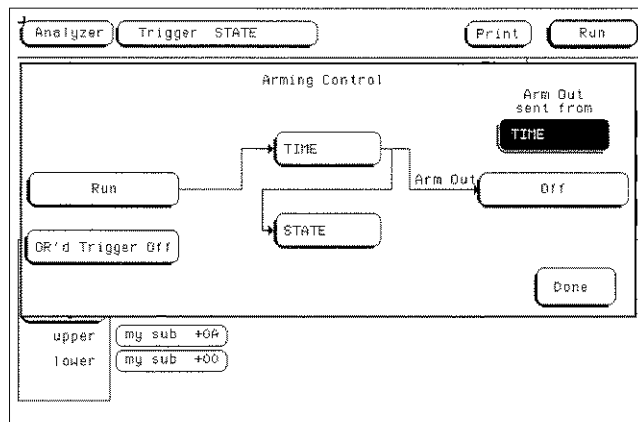 Analyzer Trigger STATE Print Run
Arming Control
Arm Out
sent from
TIME
TIME
Arm Out
Run
Off
STATE
OR'd Trigger Off
Done
upper my sub +0A
lower my sub +00